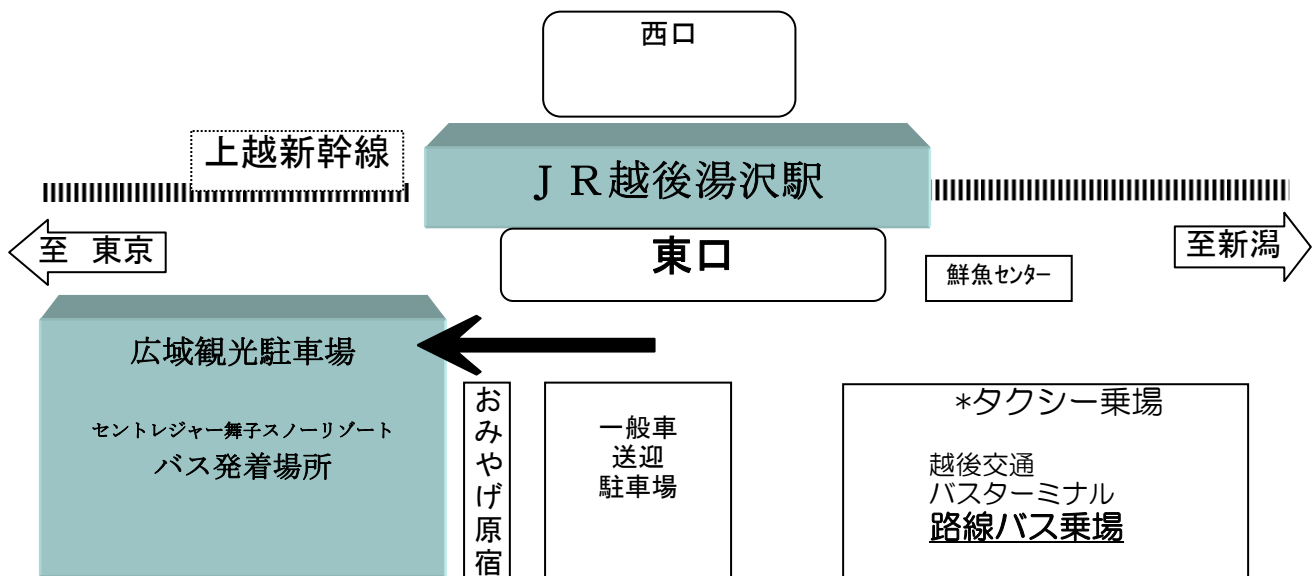 西口
上越新幹線
ＪＲ越後湯沢駅
至 東京
東口
至新潟
鮮魚センター
広域観光駐車場
セントレジャー舞子スノーリゾート
バス発着場所
おみやげ原宿
一般車
送迎
駐車場
*タクシー乗場
越後交通
バスターミナル
路線バス乗場